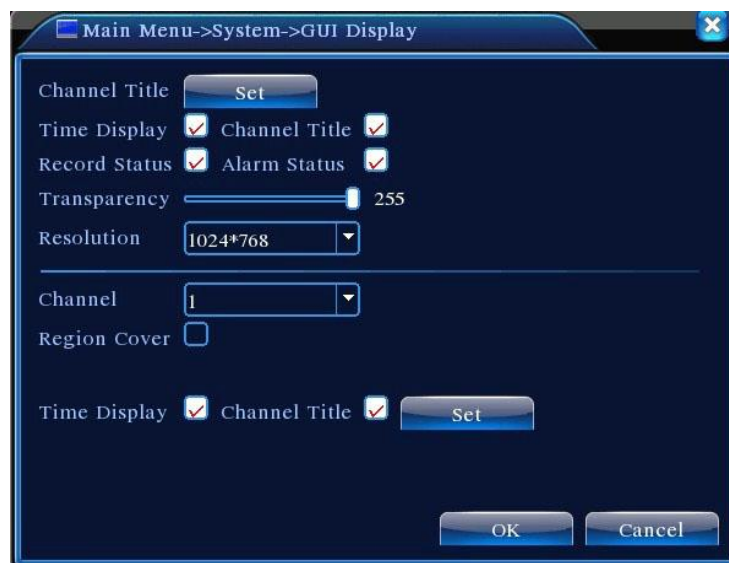 Main Menu->System->GUI Display
Channel Title Set
Time Display Channel Title
Record Status Alarm Status
Transparency 255
Resolution 1024*768
Channel 1
Region Cover
Time Display Channel Title Set
OK Cancel